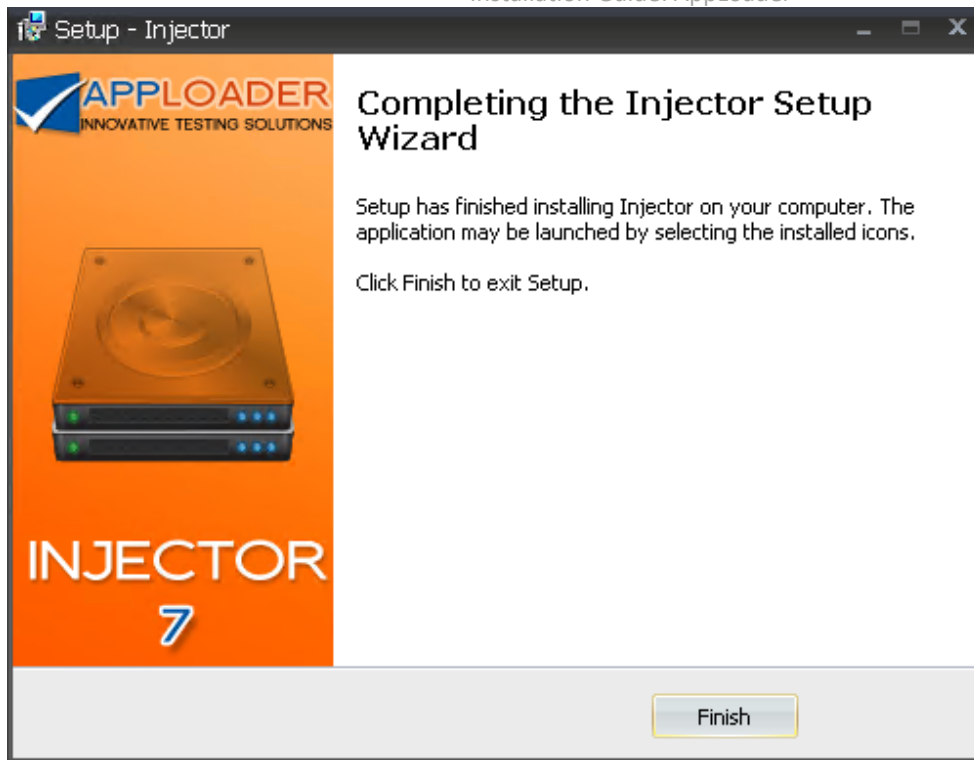 Setup - Injector
APPLOADER
INNOVATIVE TESTING SOLUTIONS
Completing the Injector Setup
Wizard
Setup has finished installing Injector on your computer. The
application may be launched by selecting the installed icons.
Click Finish to exit Setup.
INJECTOR
7
Finish